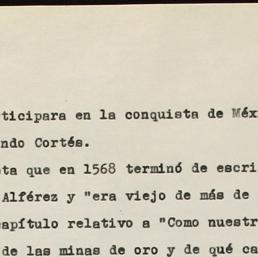 ticipara en la conquista de Méx
ndo Cortés.
ta que en 1568 terminó de escri
Alférez y "era viejo de más de
apítulo relativo a "Como nuestr
de las minas de oro y de qué ca